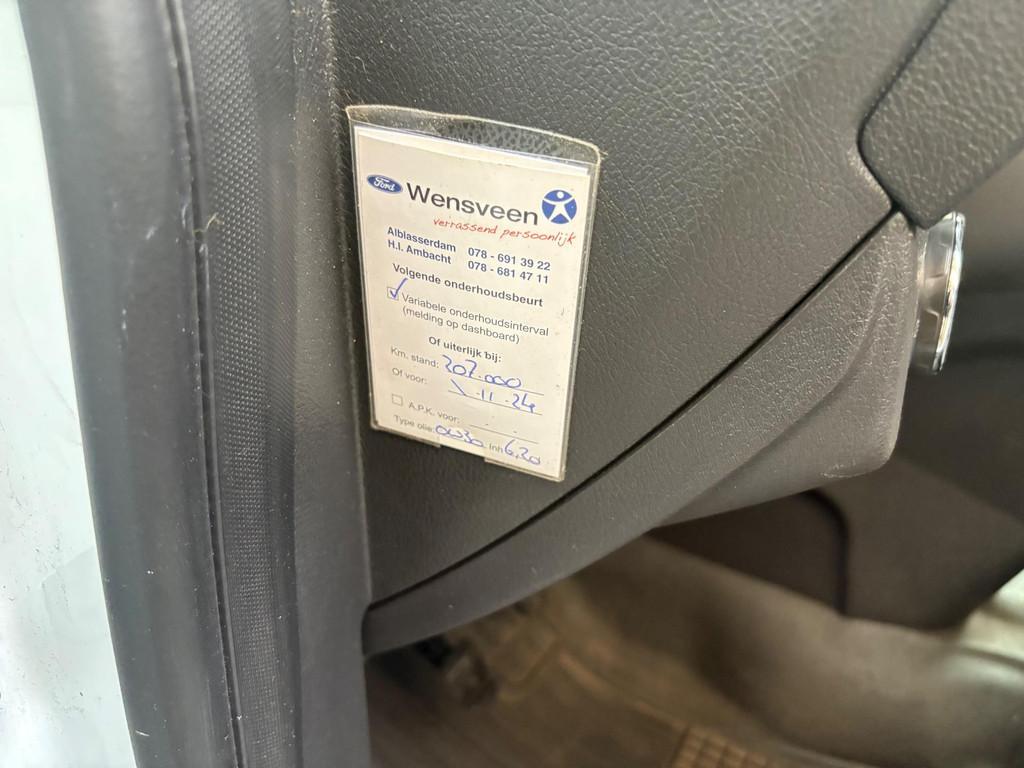 Ford Wensveen
verrassend persoonlijk
Alblasserdam 078 - 691 39 22
H.I. Ambacht 078 - 681 47 11
Volgende onderhoudsbeurt
Variabele onderhoudsinterval
(melding op dashboard)
Of uiterlijk bij:
Km. stand: 207.000
Of voor: \ .11.24
A.P.K. voor: . .
Type olie: 0W30 Inh 6,20